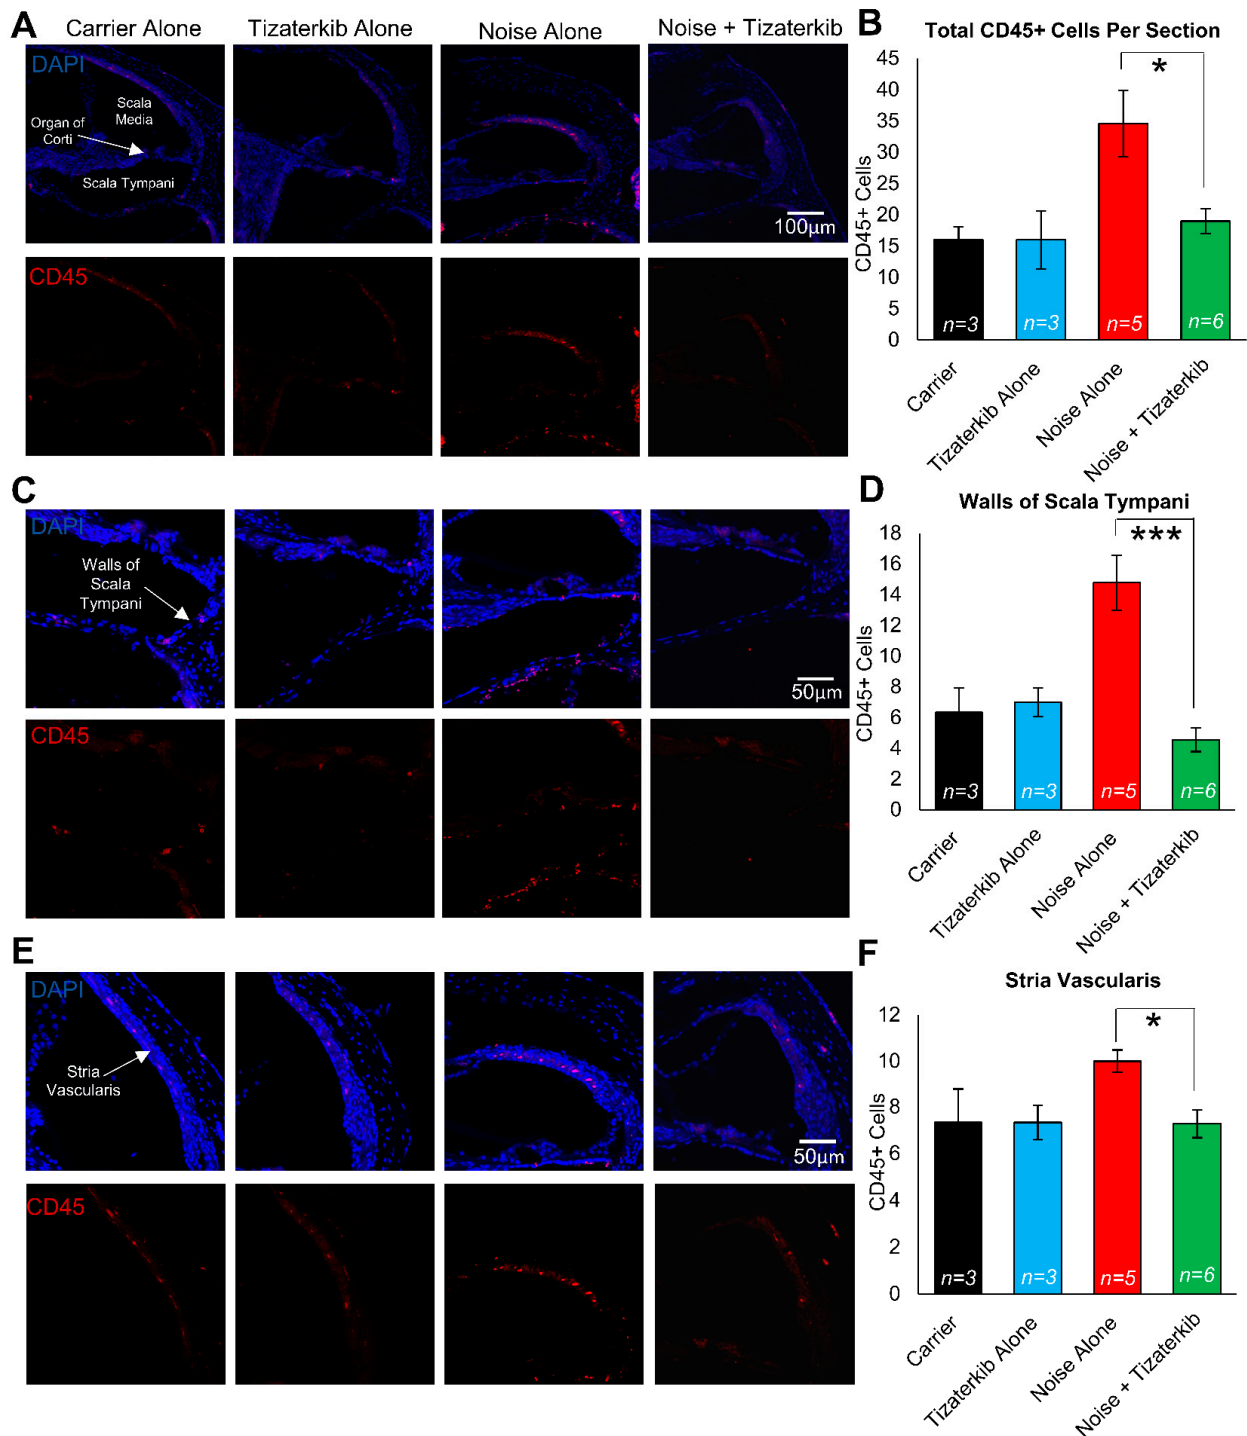 A
Carrier Alone
Tizaterkib Alone
Noise Alone
Noise + Tizaterkib
DAPI
Scala
Media
Organ of
Corti
Scala Tympani
100µm
CD45
B
Total CD45+ Cells Per Section
CD45+ Cells
45
40
35
30
25
20
15
10
5
0
*
n=3
n=3
n=5
n=6
Carrier
Tizaterkib Alone
Noise Alone
Noise + Tizaterkib
C
DAPI
Walls of
Scala
Tympani
50µm
CD45
D
Walls of Scala Tympani
CD45+ Cells
18
16
14
12
10
8
6
4
2
0
***
n=3
n=3
n=5
n=6
Carrier
Tizaterkib Alone
Noise Alone
Noise + Tizaterkib
E
DAPI
Stria
Vascularis
50µm
CD45
F
Stria Vascularis
CD45+ Cells
12
10
8
6
4
2
0
*
n=3
n=3
n=5
n=6
Carrier
Tizaterkib Alone
Noise Alone
Noise + Tizaterkib